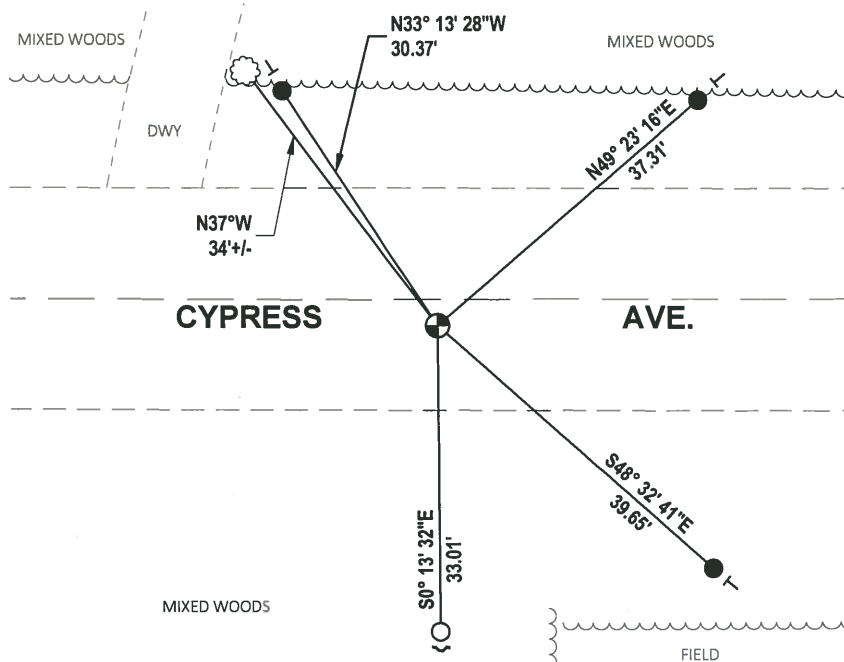 N33° 13' 28"W
30.37'
MIXED WOODS
MIXED WOODS
DWY
N49° 23' 16"E
37.31'
N37°W
34'+/-
CYPRESS AVE.
S48° 32' 41"E
39.65'
S0° 13' 32"E
33.01'
MIXED WOODS
FIELD